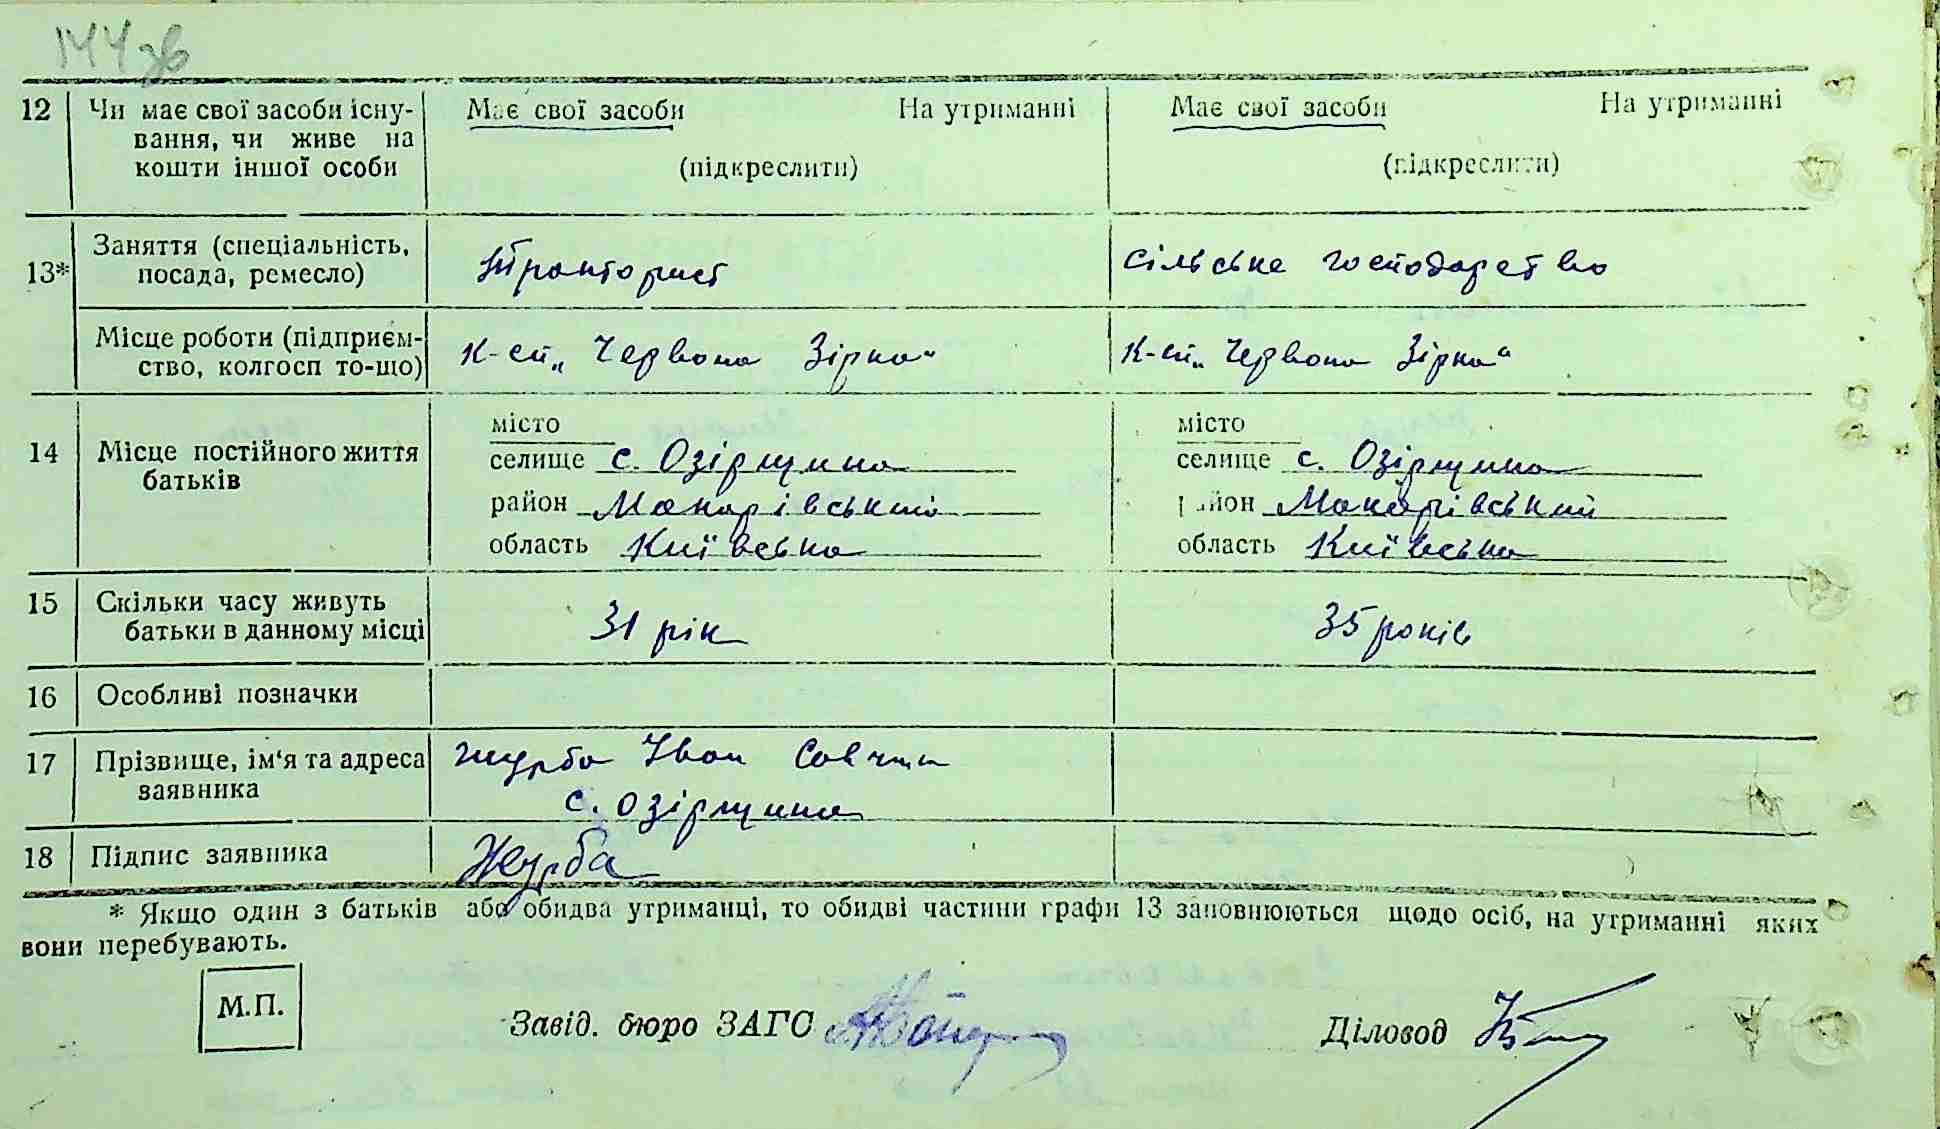 144 зв
12 Чи має свої засоби існу- Має свої засоби На утриманні Має свої засоби На утриманні
вання, чи живе на
кошти іншої особи (підкреслити) (підкреслити)
Заняття (спеціальність, Тракторист сільське господарство
13* посада, ремесло)
Місце роботи (підприєм- К-сп „Червона Зірка" К-сп „Червона Зірка"
ство, колгосп то-що)
місто місто
14 Місце постійного життя селище с. Озірщина селище с. Озірщина
батьків район Макарівський район Макарівський
область Київська область Київська
15 Скільки часу живуть 31 рік 35 років
батьки в данному місці
16 Особливі позначки
17 Прізвище, ім'я та адреса Журба Іван Савчин
заявника с. Озірщина
18 Підпис заявника Журба
* Якщо один з батьків або обидва утриманці, то обидві частини графи 13 заповнюються щодо осіб, на утриманні яких
вони перебувають.
М.П. Завід. бюро ЗАГС Діловод